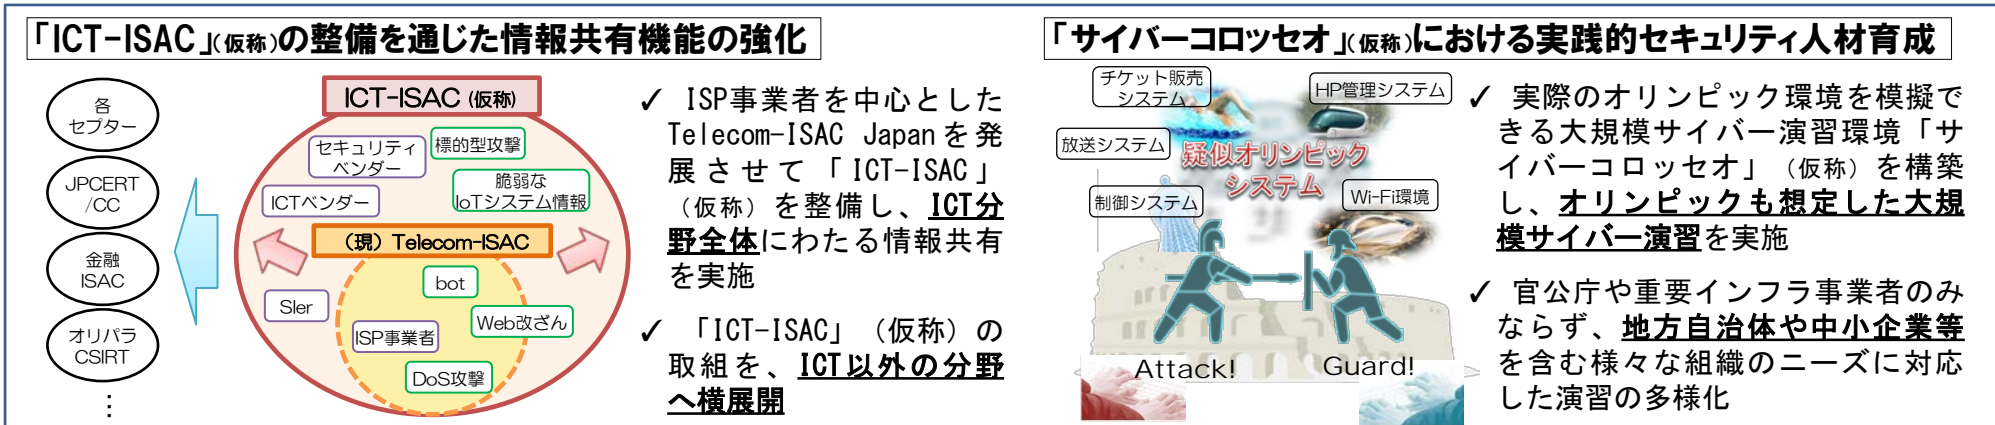 「ICT-ISAC」(仮称)の整備を通じた情報共有機能の強化
各
セプター
JPCERT
/CC
金融
ISAC
オリパラ
CSIRT
⋮
ICT-ISAC (仮称)
セキュリティ
ベンダー
標的型攻撃
ICTベンダー
脆弱な
IoTシステム情報
(現) Telecom-ISAC
bot
SIer
Web改ざん
ISP事業者
DoS攻撃
✓ ISP事業者を中心とした
Telecom-ISAC Japanを発
展させて「ICT-ISAC」
(仮称)を整備し、ICT分
野全体にわたる情報共有
を実施
✓ 「ICT-ISAC」(仮称)の
取組を、ICT以外の分野
へ横展開
「サイバーコロッセオ」(仮称)における実践的セキュリティ人材育成
チケット販売
システム
HP管理システム
放送システム
疑似オリンピック
システム
制御システム
Wi-Fi環境
Attack!
Guard!
✓ 実際のオリンピック環境を模擬で
きる大規模サイバー演習環境「サ
イバーコロッセオ」(仮称)を構築
し、オリンピックも想定した大規
模サイバー演習を実施
✓ 官公庁や重要インフラ事業者のみ
ならず、地方自治体や中小企業等
を含む様々な組織のニーズに対応
した演習の多様化